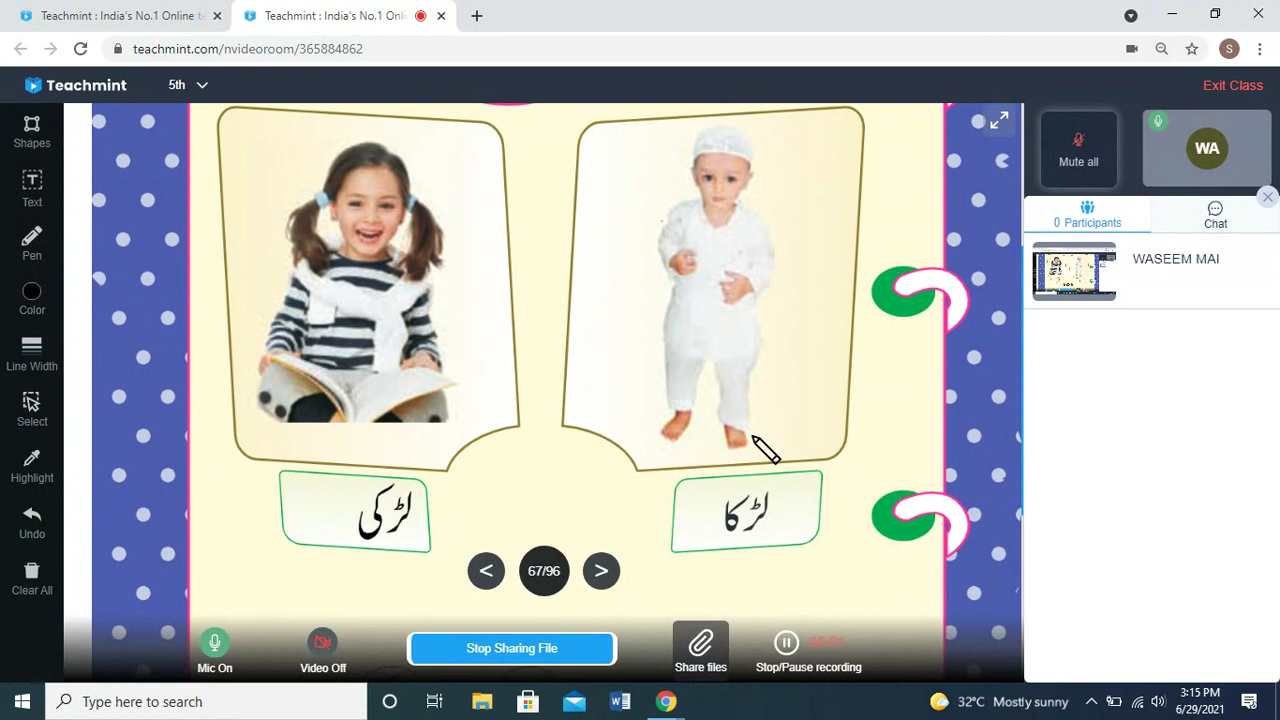 Teachmint : India's No.1 Online ta
Teachmint : India's No.1 Onli
teachmint.com/nvideoroom/365884862
S
Teachmint
5th
Exit Class
Shapes
Text
Pen
Color
Line Width
Select
Highlight
Undo
Clear All
Mute all
WA
0 Participants
Chat
WASEEM MAI
لڑکا
لڑکی
<
67/96
>
Mic On
Video Off
Stop Sharing File
Share files
Stop/Pause recording
Type here to search
32°C Mostly sunny
3:15 PM
6/29/2021